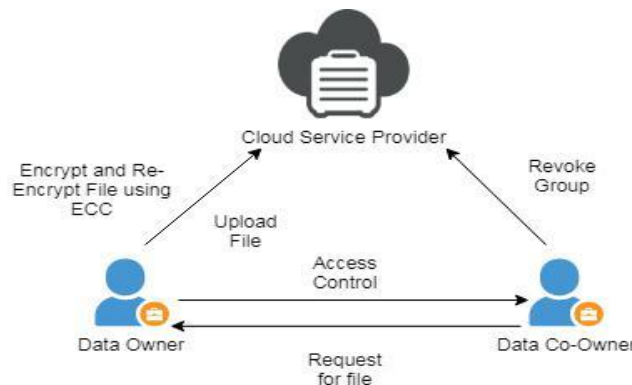 Cloud Service Provider
Encrypt and Re-
Encrypt File using
ECC
Revoke
Group
Upload
File
Access
Control
Data Owner
Data Co-Owner
Request
for file